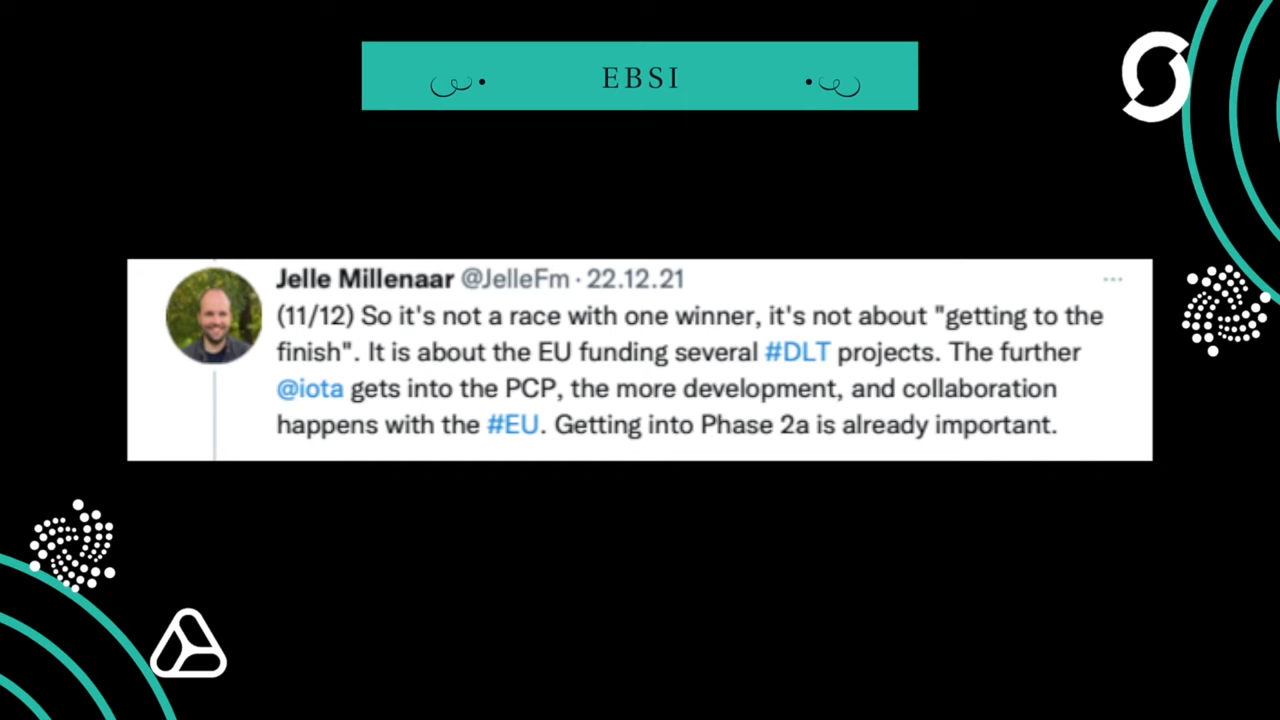 EBSI
Jelle Millenaar @JelleFm · 22.12.21
(11/12) So it's not a race with one winner, it's not about "getting to the
finish". It is about the EU funding several #DLT projects. The further
@iota gets into the PCP, the more development, and collaboration
happens with the #EU. Getting into Phase 2a is already important.